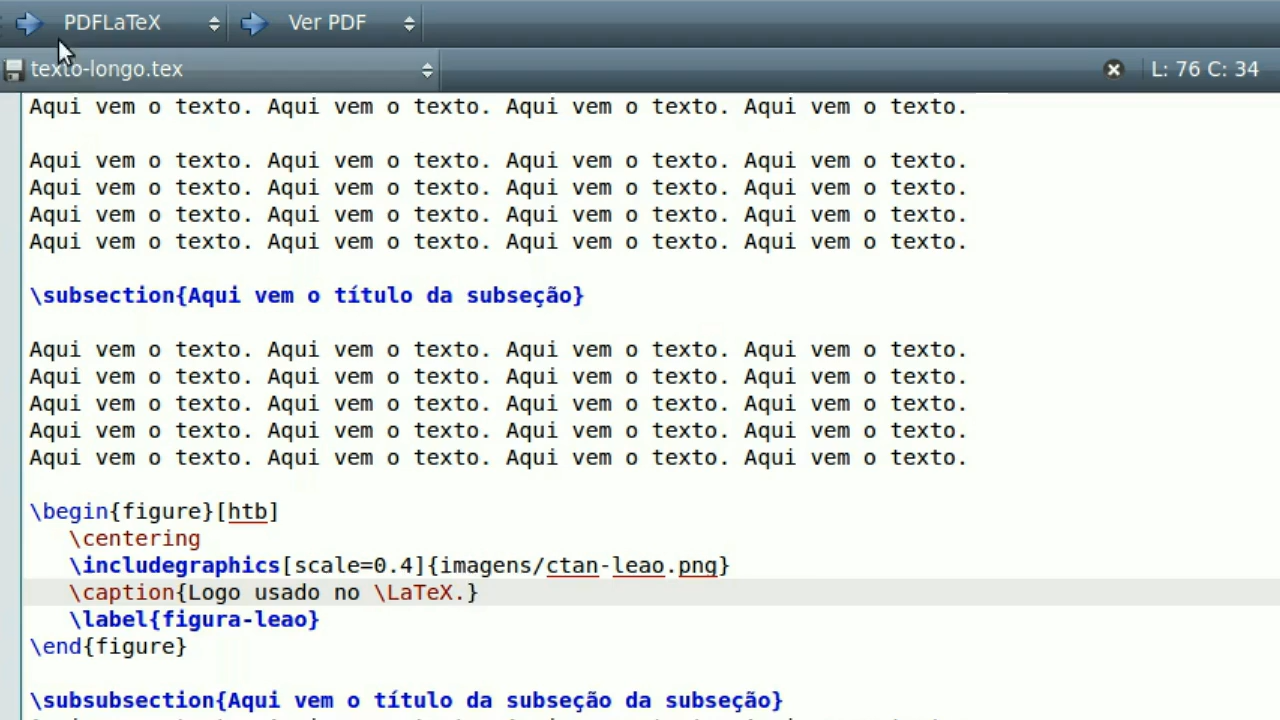 PDFLaTeX Ver PDF
texto-longo.tex L: 76 C: 34
Aqui vem o texto. Aqui vem o texto. Aqui vem o texto. Aqui vem o texto.
Aqui vem o texto. Aqui vem o texto. Aqui vem o texto. Aqui vem o texto.
Aqui vem o texto. Aqui vem o texto. Aqui vem o texto. Aqui vem o texto.
Aqui vem o texto. Aqui vem o texto. Aqui vem o texto. Aqui vem o texto.
Aqui vem o texto. Aqui vem o texto. Aqui vem o texto. Aqui vem o texto.
\subsection{Aqui vem o título da subseção}
Aqui vem o texto. Aqui vem o texto. Aqui vem o texto. Aqui vem o texto.
Aqui vem o texto. Aqui vem o texto. Aqui vem o texto. Aqui vem o texto.
Aqui vem o texto. Aqui vem o texto. Aqui vem o texto. Aqui vem o texto.
Aqui vem o texto. Aqui vem o texto. Aqui vem o texto. Aqui vem o texto.
Aqui vem o texto. Aqui vem o texto. Aqui vem o texto. Aqui vem o texto.
\begin{figure}[htb]
\centering
\includegraphics[scale=0.4]{imagens/ctan-leao.png}
\caption{Logo usado no \LaTeX.}
\label{figura-leao}
\end{figure}
\subsubsection{Aqui vem o título da subseção da subseção}